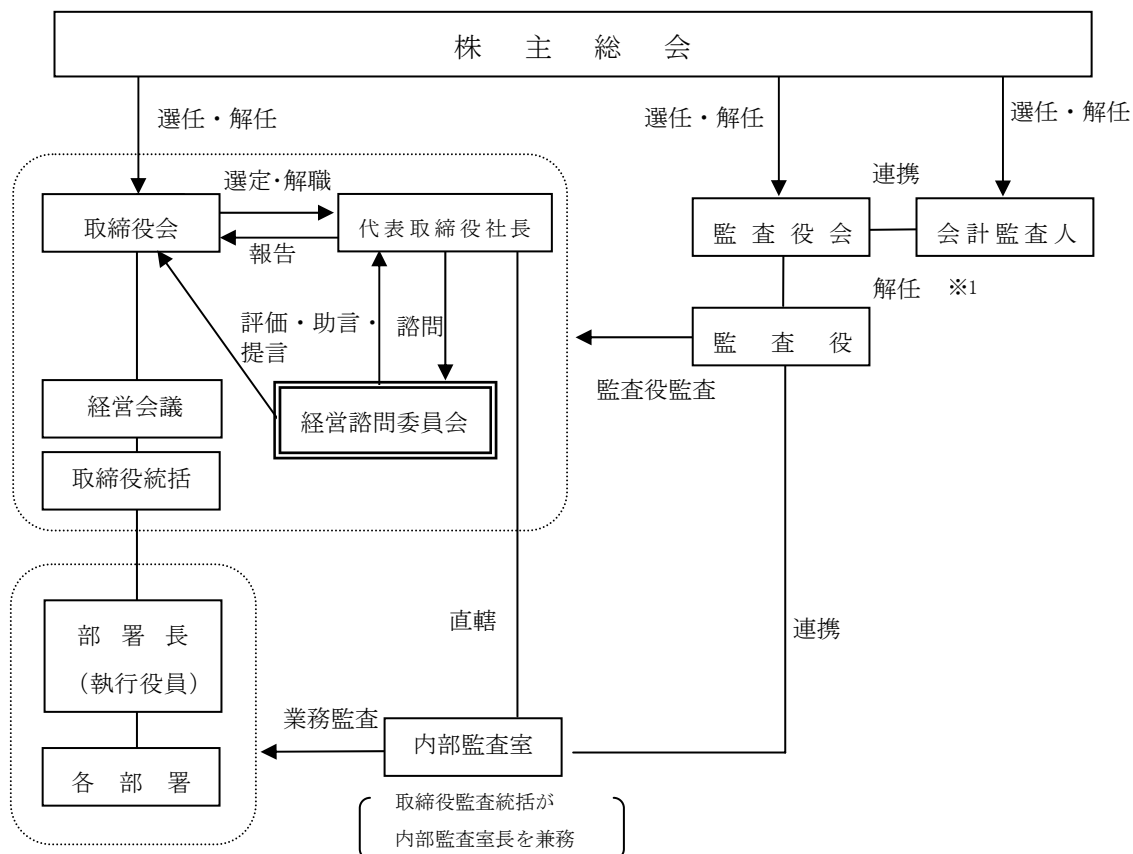 株主総会
選任・解任
選任・解任
選任・解任
選定・解職
連携
取締役会
代表取締役社長
監査役会
会計監査人
報告
解任 ※1
評価・助言・
提言
諮問
監査役
監査役監査
経営会議
経営諮問委員会
取締役統括
部署長
(執行役員)
直轄
連携
業務監査
内部監査室
各部署
取締役監査統括が
内部監査室長を兼務